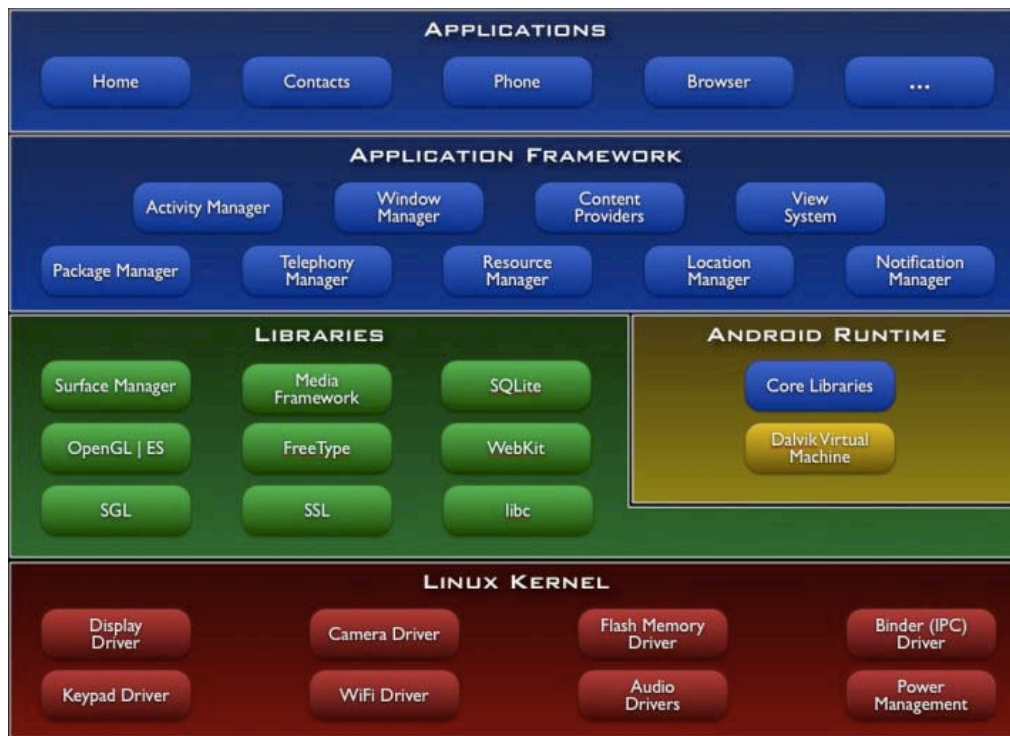 APPLICATIONS
Home
Contacts
Phone
Browser
...
APPLICATION FRAMEWORK
Activity Manager
Window
Manager
Content
Providers
View
System
Package Manager
Telephony
Manager
Resource
Manager
Location
Manager
Notification
Manager
LIBRARIES
Surface Manager
Media
Framework
SQLite
OpenGL | ES
FreeType
WebKit
SGL
SSL
libc
ANDROID RUNTIME
Core Libraries
Dalvik Virtual
Machine
LINUX KERNEL
Display
Driver
Camera Driver
Flash Memory
Driver
Binder (IPC)
Driver
Keypad Driver
WiFi Driver
Audio
Drivers
Power
Management